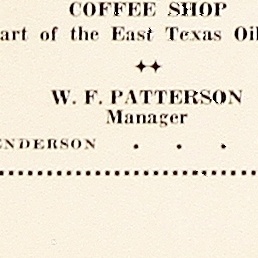 COFFEE SHOP
art of the East Texas Oil
W. F. PATTERSON
Manager
ENDERSON . . .